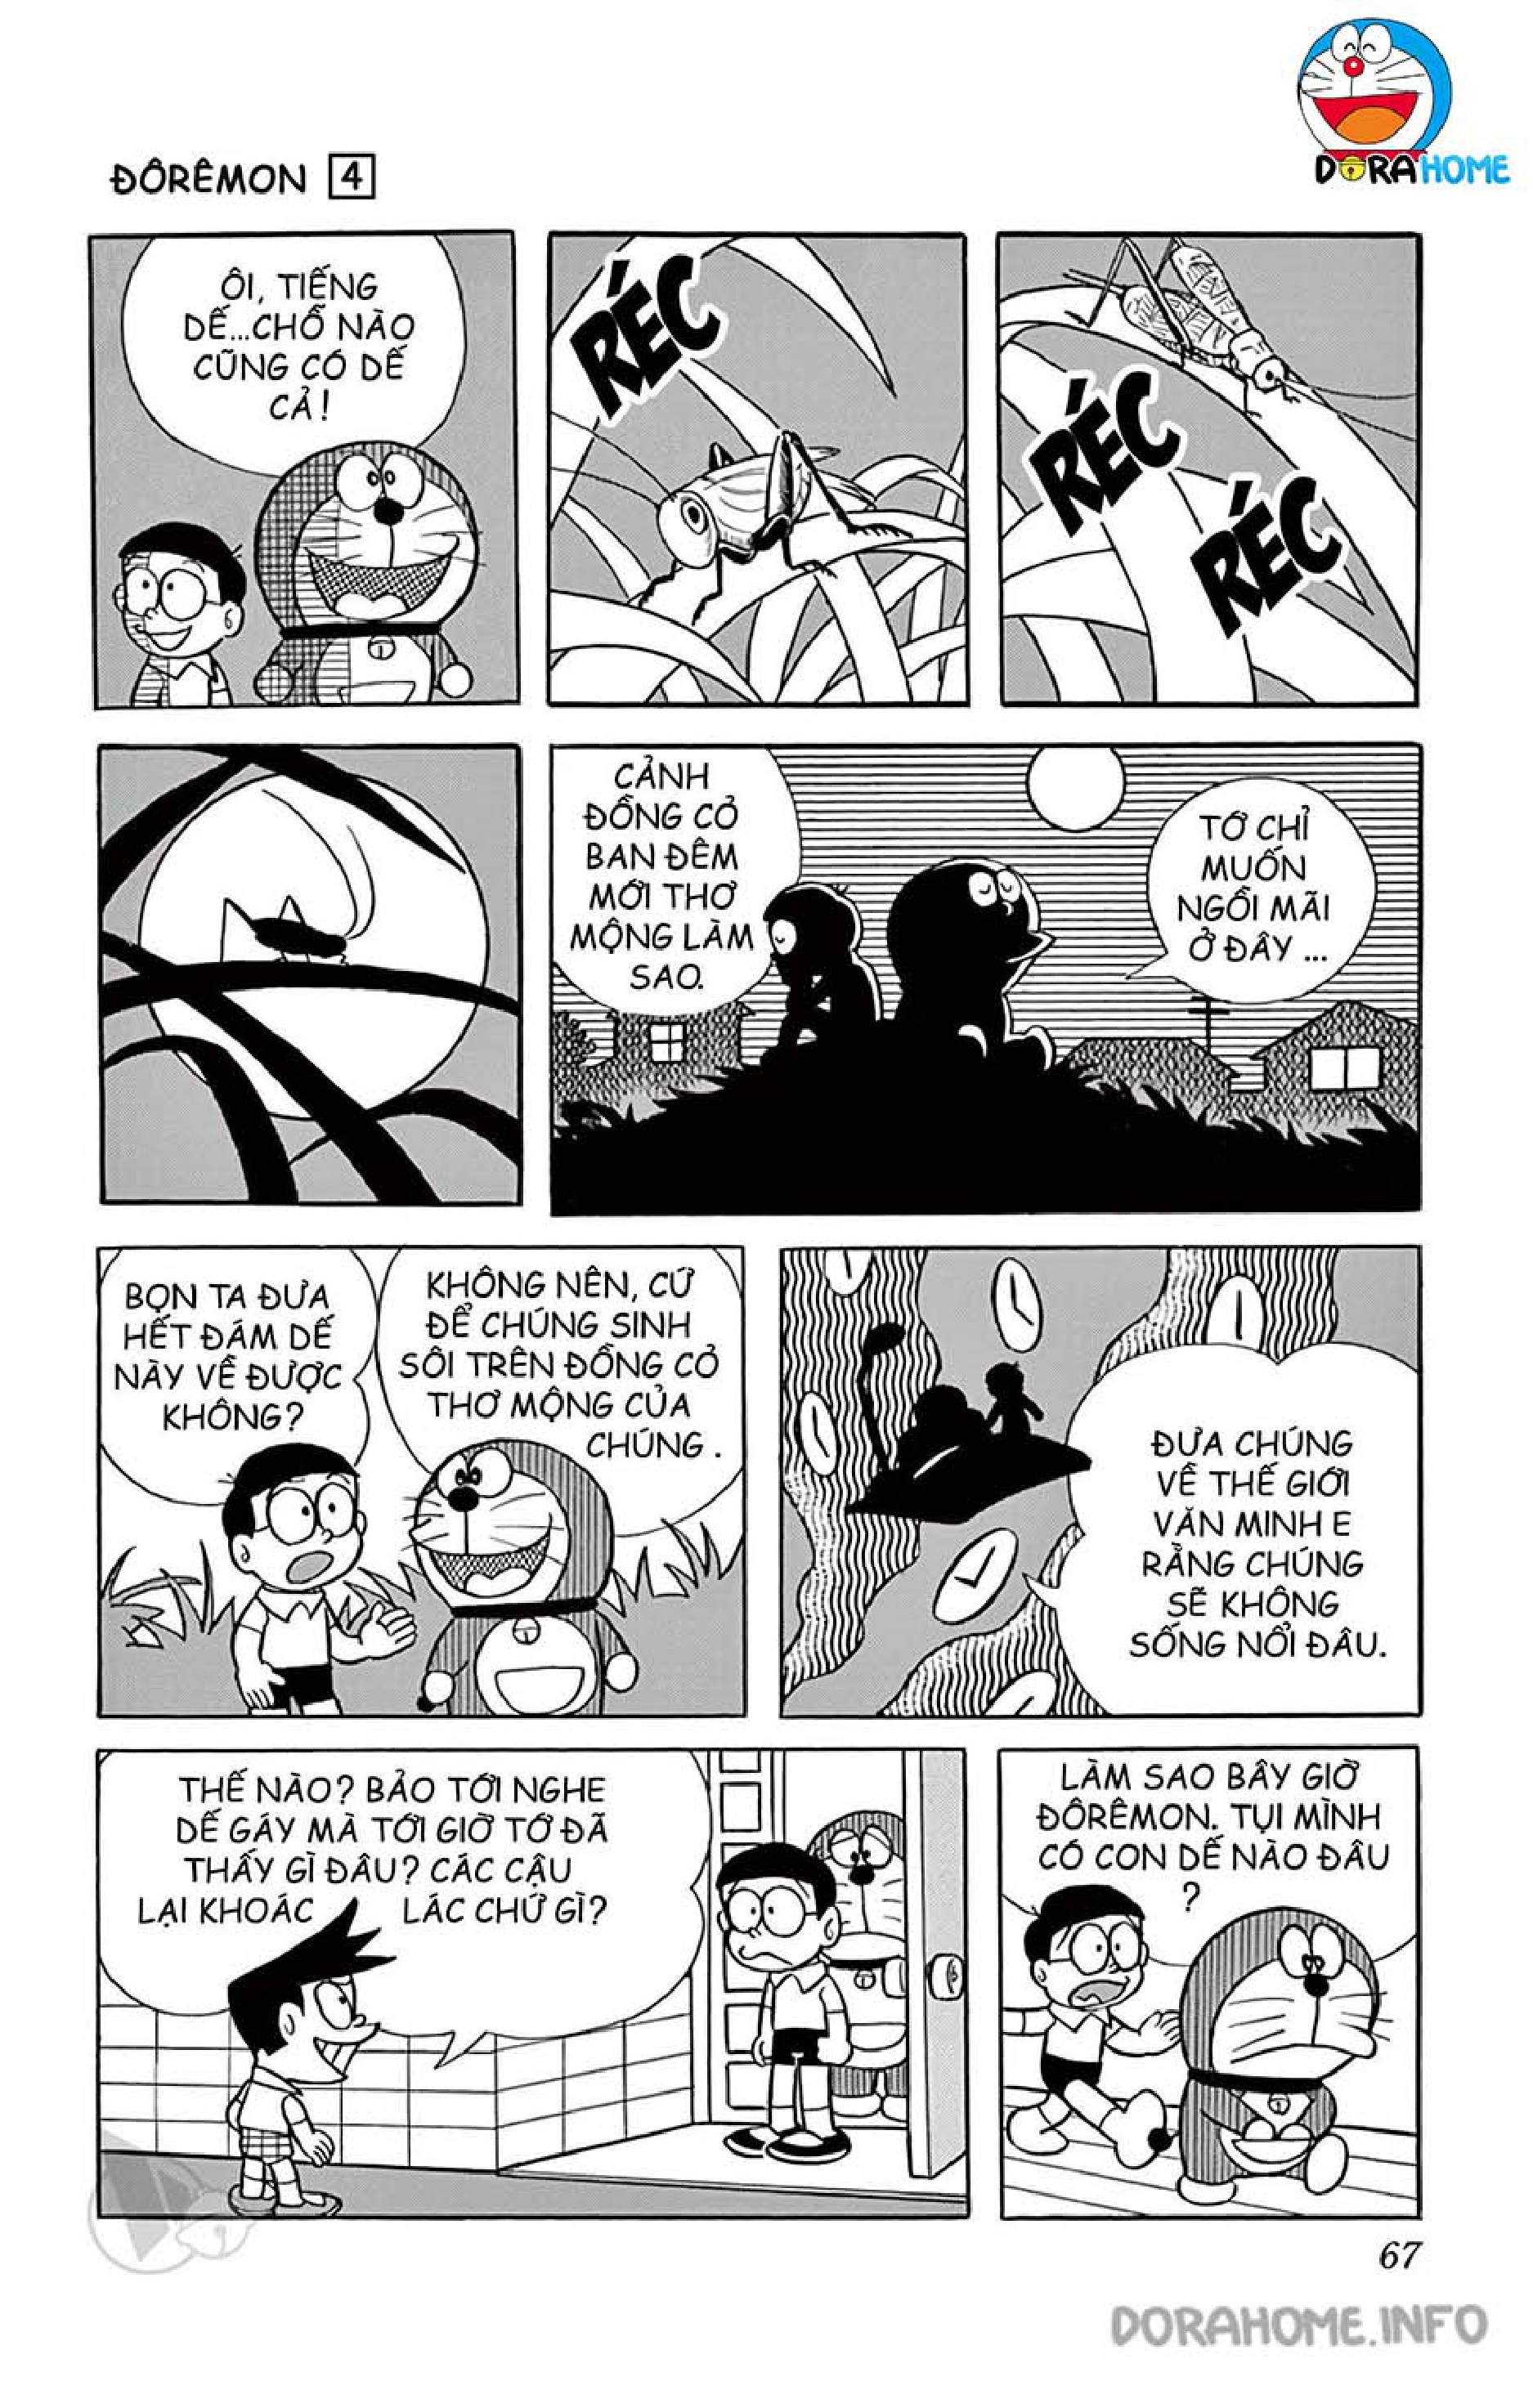 DORAHOME
ĐÔRÊMON 4
ÔI, TIẾNG
DẾ...CHỖ NÀO
CŨNG CÓ DẾ
CẢ!
RÉC
RÉC
RÉC
CẢNH
ĐỒNG CỎ
BAN ĐÊM
MỚI THƠ
MỘNG LÀM
SAO.
TỚ CHỈ
MUỐN
NGỒI MÃI
Ở ĐÂY ...
BỌN TA ĐƯA
HẾT ĐÁM DẾ
NÀY VỀ ĐƯỢC
KHÔNG?
KHÔNG NÊN, CỨ
ĐỂ CHÚNG SINH
SÔI TRÊN ĐỒNG CỎ
THƠ MỘNG CỦA
CHÚNG .
ĐƯA CHÚNG
VỀ THẾ GIỚI
VĂN MINH E
RẰNG CHÚNG
SẼ KHÔNG
SỐNG NỔI ĐÂU.
THẾ NÀO? BẢO TỚI NGHE
DẾ GÁY MÀ TỚI GIỜ TỚ ĐÃ
THẤY GÌ ĐÂU? CÁC CẬU
LẠI KHOÁC LÁC CHỨ GÌ?
LÀM SAO BÂY GIỜ
ĐÔRÊMON. TỤI MÌNH
CÓ CON DẾ NÀO ĐÂU
?
67
DORAHOME.INFO